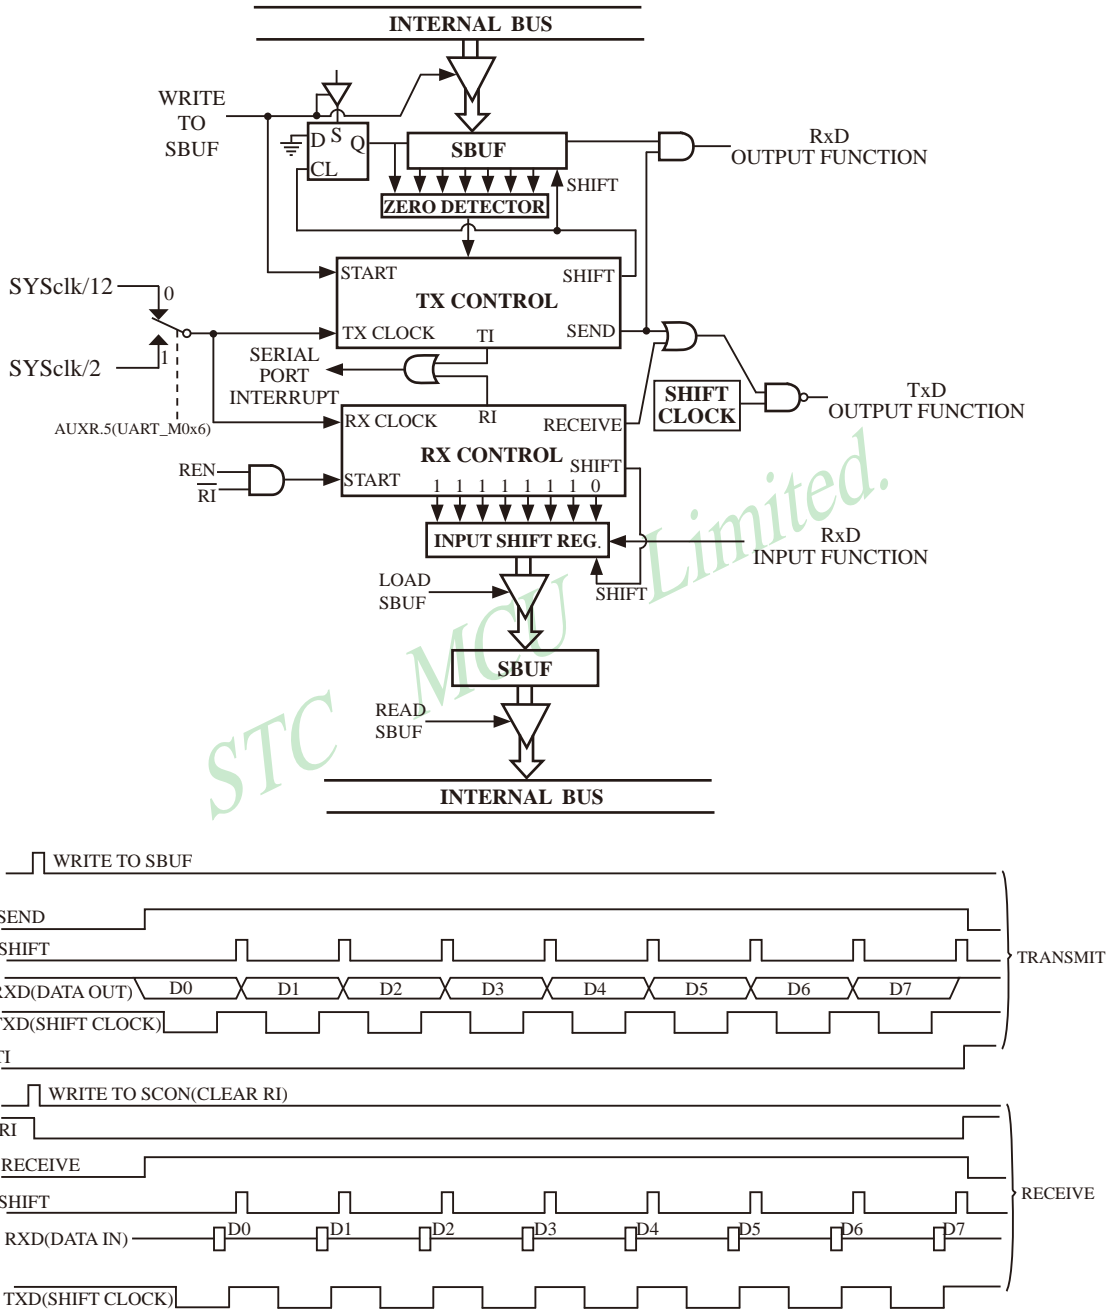 INTERNAL BUS
WRITE
TO
SBUF
D
S
Q
CL
SBUF
SHIFT
ZERO DETECTOR
RxD
OUTPUT FUNCTION
SYSclk/12
0
SYSclk/2
1
START
SHIFT
TX CONTROL
TX CLOCK
TI
SEND
SERIAL
PORT
INTERRUPT
SHIFT
CLOCK
TxD
OUTPUT FUNCTION
AUXR.5(UART_M0x6)
RX CLOCK
RI
RECEIVE
RX CONTROL
SHIFT
START
1 1 1 1 1 1 1 0
REN
RI
INPUT SHIFT REG.
RxD
INPUT FUNCTION
LOAD
SBUF
SHIFT
SBUF
READ
SBUF
INTERNAL BUS
STC MCU Limited.
WRITE TO SBUF
SEND
SHIFT
RXD(DATA OUT) D0 D1 D2 D3 D4 D5 D6 D7
TXD(SHIFT CLOCK)
TI
TRANSMIT
WRITE TO SCON(CLEAR RI)
RI
RECEIVE
SHIFT
RXD(DATA IN) D0 D1 D2 D3 D4 D5 D6 D7
TXD(SHIFT CLOCK)
RECEIVE